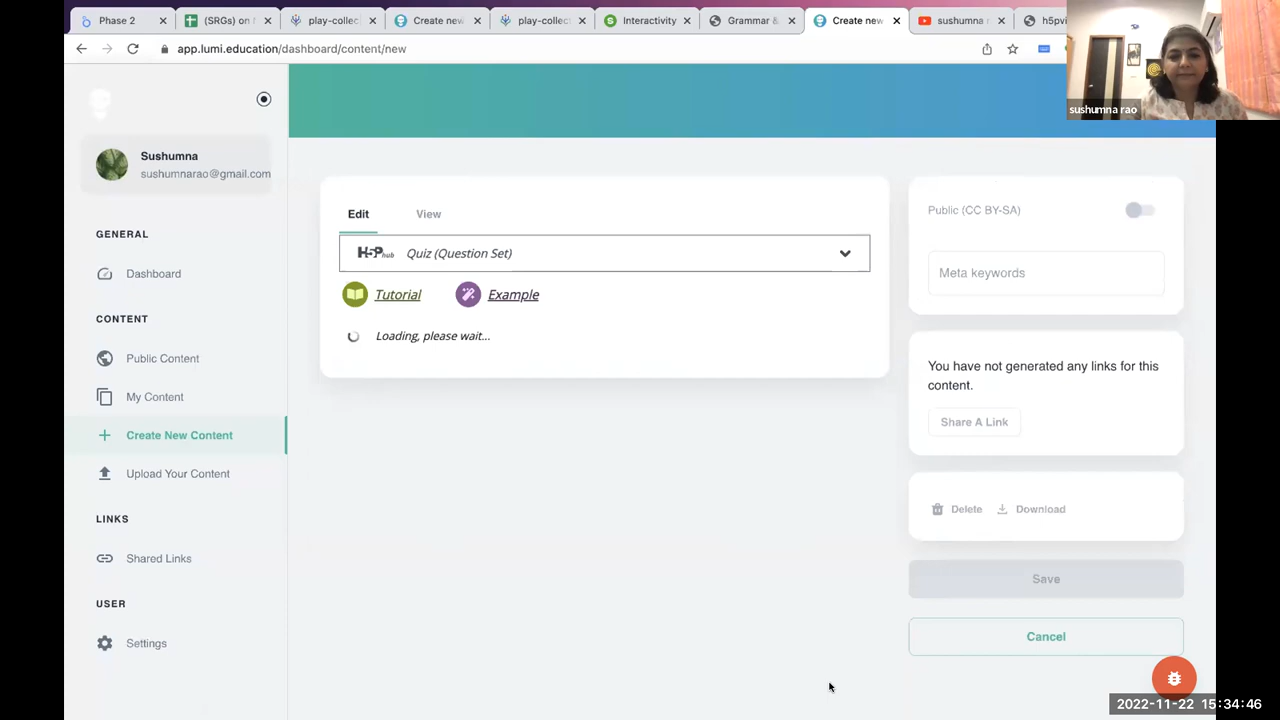 Phase 2
(SRGs) on
play-collec
Create new
play-collec
Interactivity
Grammar &
Create new
sushumna
h5pvi
app.lumi.education/dashboard/content/new
sushumna rao
Sushumna
sushumnarao@gmail.com
GENERAL
Dashboard
CONTENT
Public Content
My Content
Create New Content
Upload Your Content
LINKS
Shared Links
USER
Settings
Edit
View
H5P hub Quiz (Question Set)
Tutorial
Example
Loading, please wait...
Public (CC BY-SA)
Meta keywords
You have not generated any links for this
content.
Share A Link
Delete
Download
Save
Cancel
2022-11-22 15:34:46